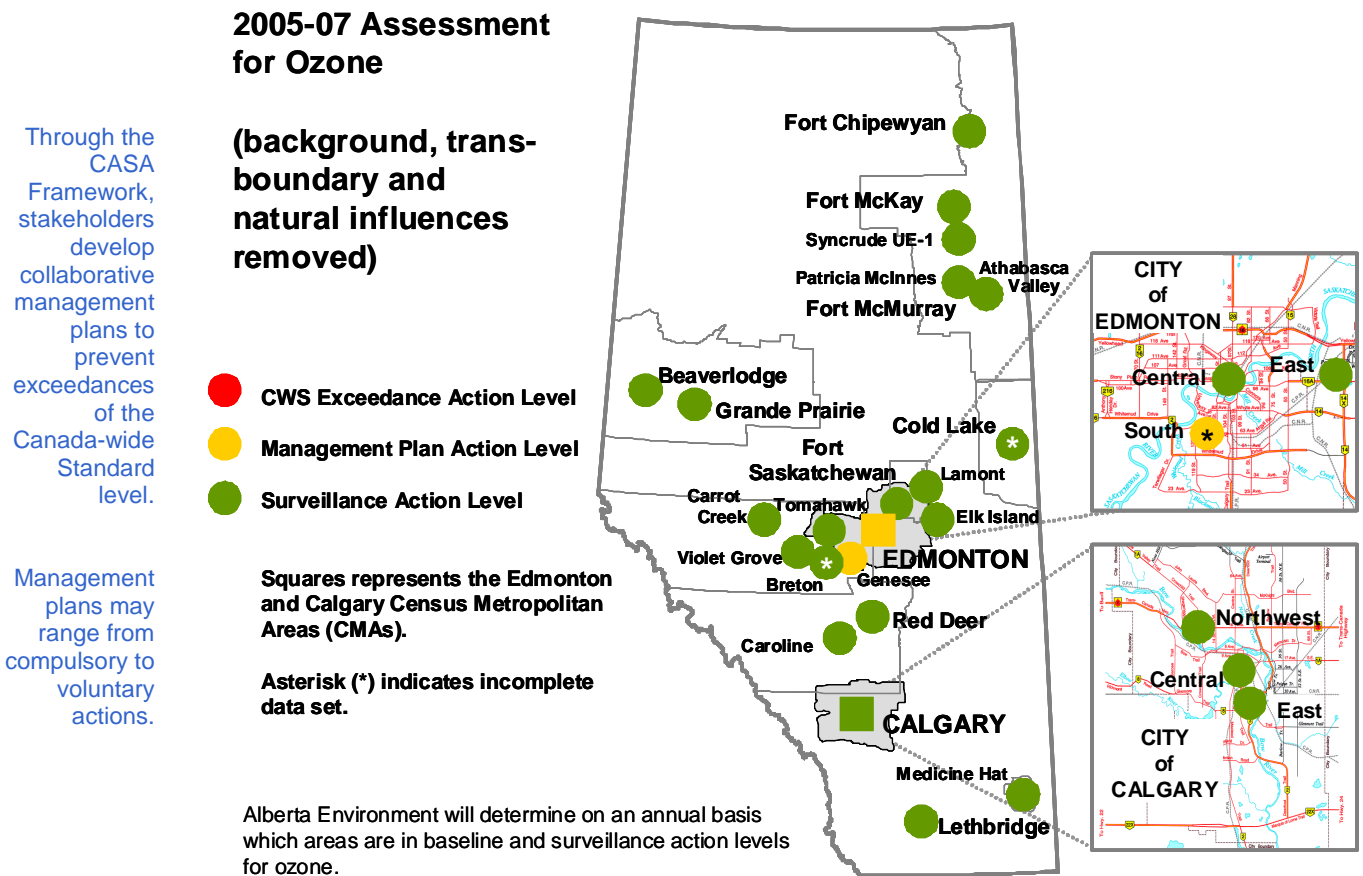 2005-07 Assessment
for Ozone
(background, trans-
boundary and
natural influences
removed)
Through the
CASA
Framework,
stakeholders
develop
collaborative
management
plans to
prevent
exceedances
of the
Canada-wide
Standard
level.
Management
plans may
range from
compulsory to
voluntary
actions.
CWS Exceedance Action Level
Management Plan Action Level
Surveillance Action Level
Squares represents the Edmonton
and Calgary Census Metropolitan
Areas (CMAs).
Asterisk (*) indicates incomplete
data set.
Alberta Environment will determine on an annual basis
which areas are in baseline and surveillance action levels
for ozone.
Fort Chipewyan
Fort McKay
Syncrude UE-1
Patricia McInnes
Athabasca
Valley
Fort McMurray
Beaverlodge
Grande Prairie
Cold Lake
*
Fort
Saskatchewan
Lamont
Carrot
Creek
Tomahawk
Elk Island
Violet Grove
EDMONTON
*
Breton
Genesee
Red Deer
Caroline
CALGARY
Medicine Hat
Lethbridge
CITY
of
EDMONTON
Central
East
South
*
Northwest
Central
East
CITY
of
CALGARY